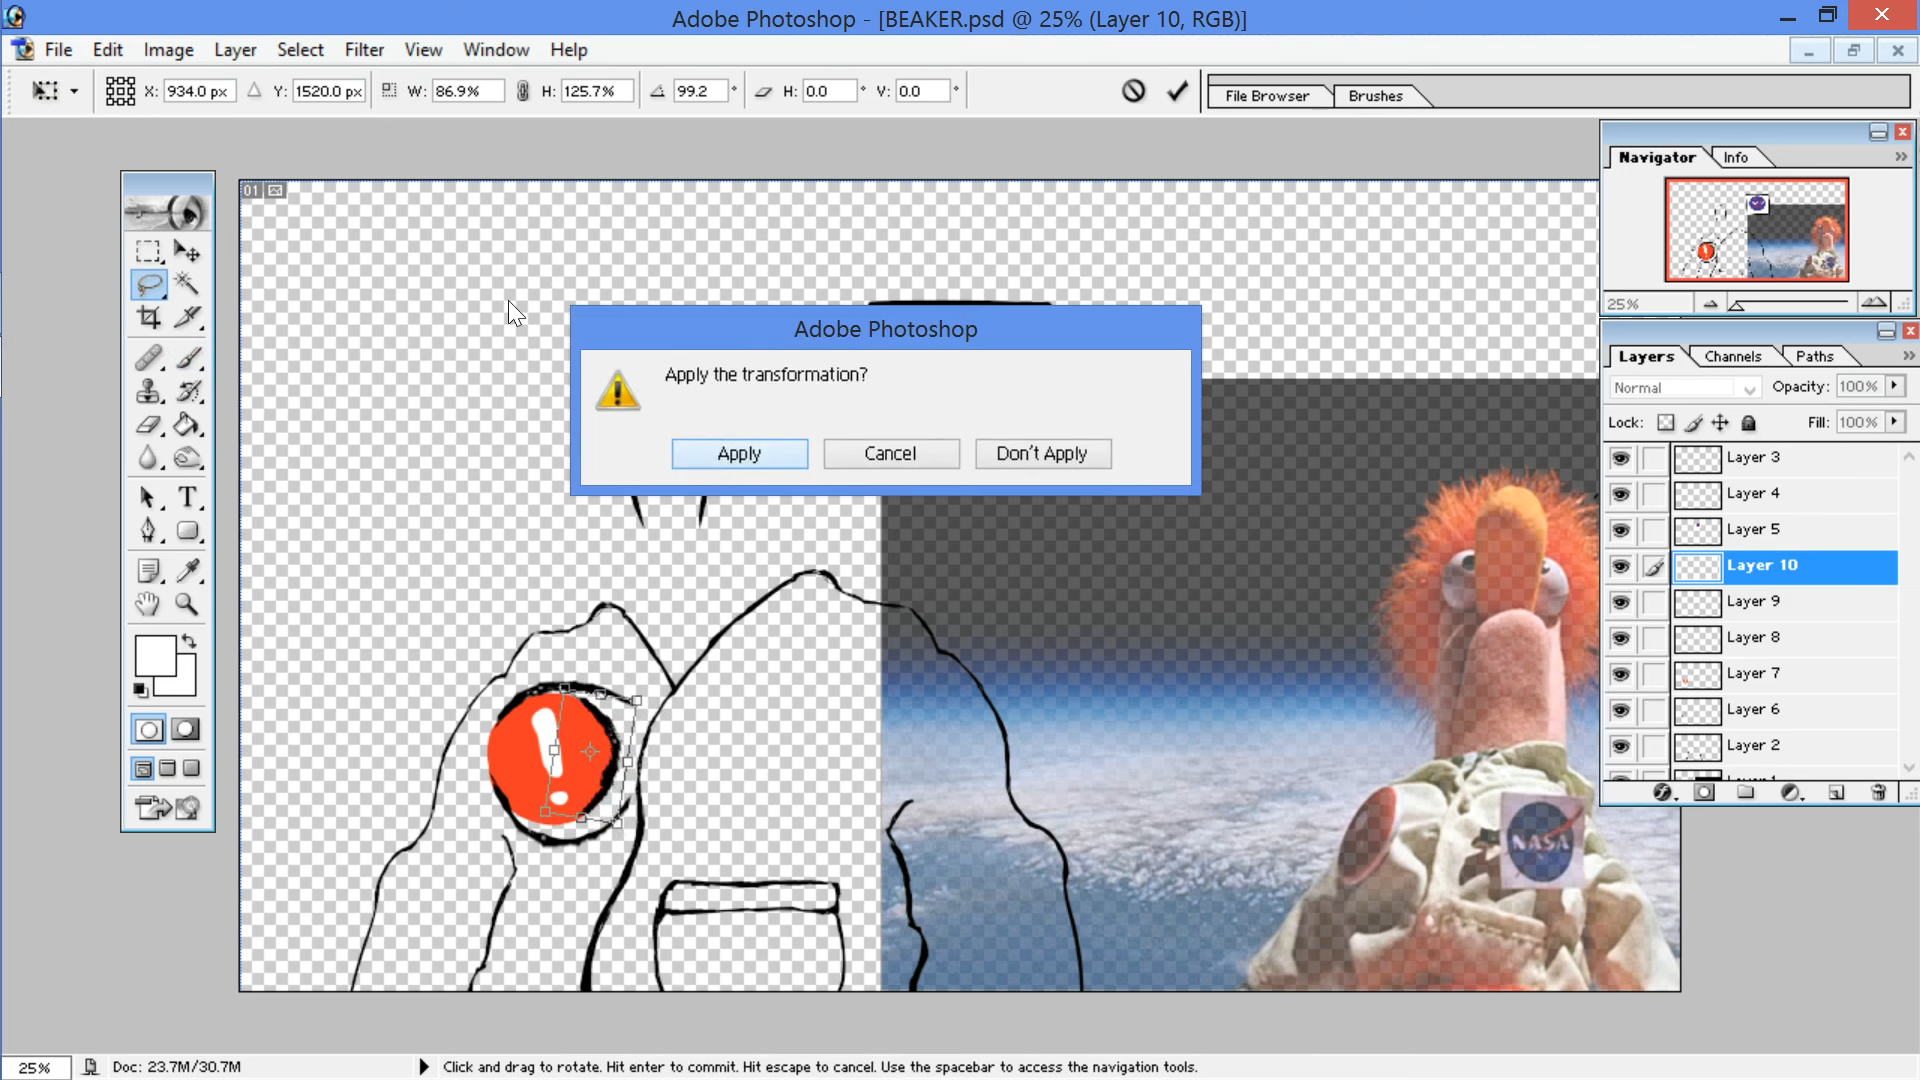 Adobe Photoshop - [BEAKER.psd @ 25% (Layer 10, RGB)]
File Edit Image Layer Select Filter View Window Help
X: 934.0 px Y: 1520.0 px W: 86.9% H: 125.7% 99.2 ° H: 0.0 ° V: 0.0 °
File Browser Brushes
Navigator Info
01
25%
Adobe Photoshop
Apply the transformation?
Apply Cancel Don't Apply
Layers Channels Paths
Normal Opacity: 100%
Lock: Fill: 100%
Layer 3
Layer 4
Layer 5
Layer 10
Layer 9
Layer 8
Layer 7
Layer 6
Layer 2
Layer 1
T
NASA
25% Doc: 23.7M/30.7M Click and drag to rotate. Hit enter to commit. Hit escape to cancel. Use the spacebar to access the navigation tools.